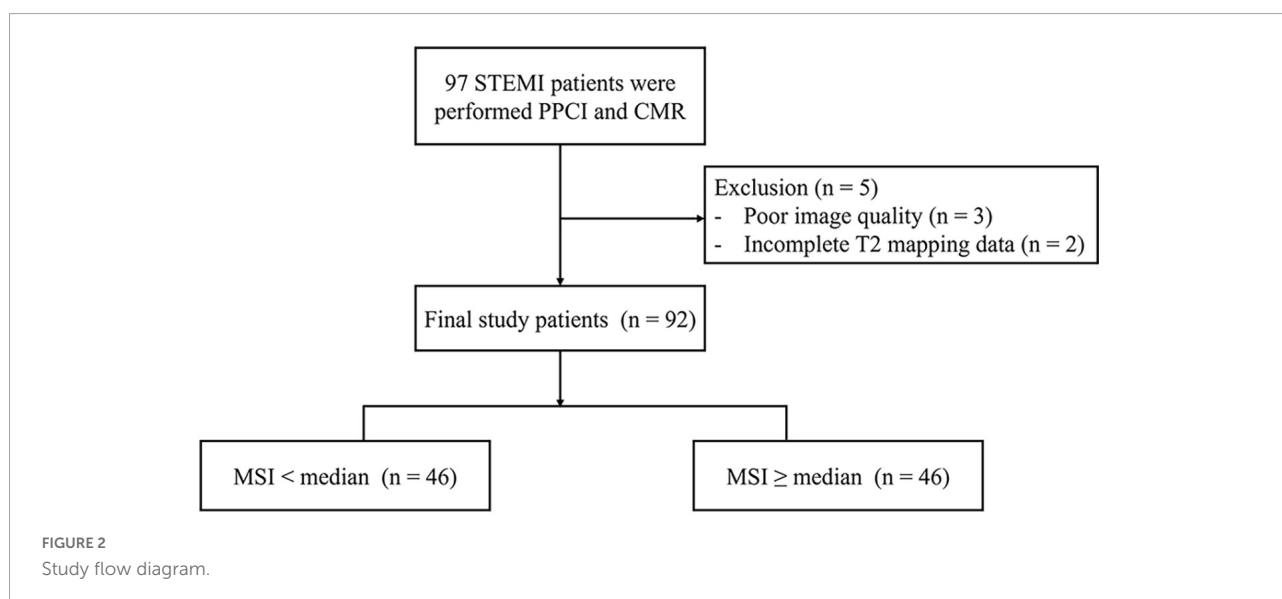 97 STEMI patients were
performed PPCI and CMR
Exclusion (n = 5)
- Poor image quality (n = 3)
- Incomplete T2 mapping data (n = 2)
Final study patients (n = 92)
MSI < median (n = 46)
MSI ≥ median (n = 46)
FIGURE 2
Study flow diagram.